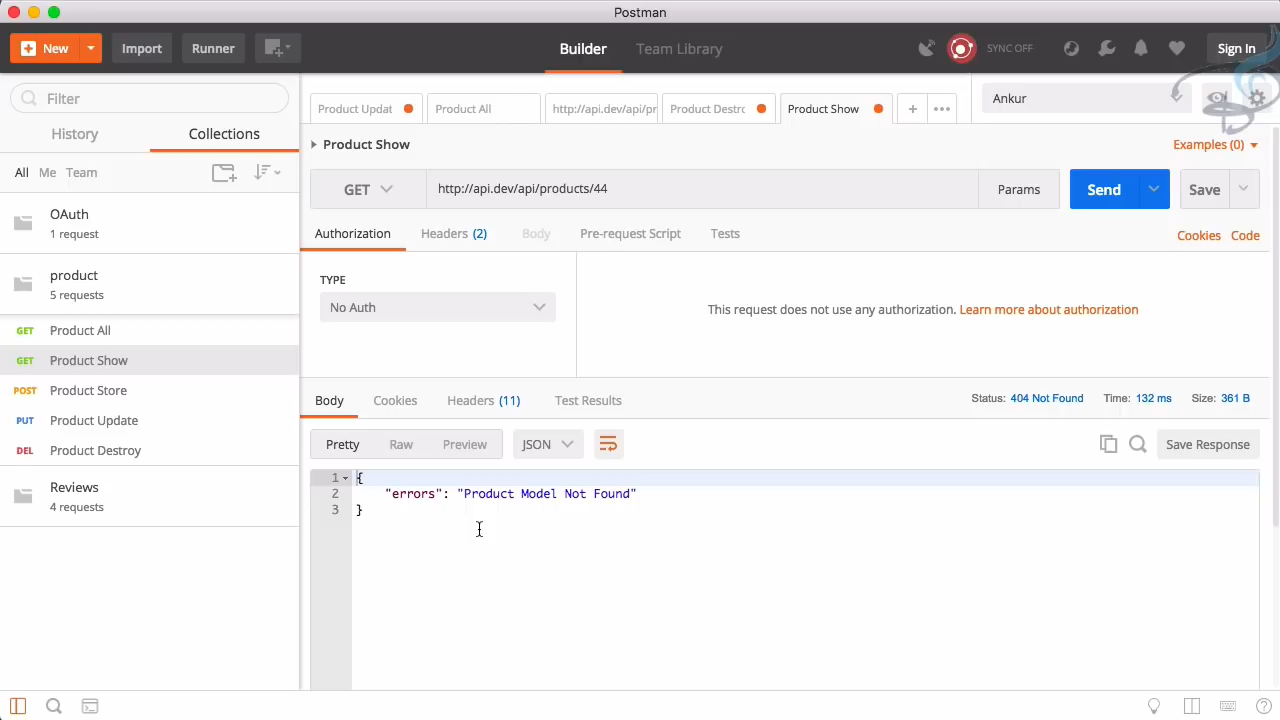 Postman
New
Import
Runner
Builder
Team Library
SYNC OFF
Sign In
Filter
History
Collections
All Me Team
OAuth
1 request
product
5 requests
GET Product All
GET Product Show
POST Product Store
PUT Product Update
DEL Product Destroy
Reviews
4 requests
Product Updat
Product All
http://api.dev/api/pr
Product Destrc
Product Show
Ankur
Product Show
Examples (0)
GET
http://api.dev/api/products/44
Params
Send
Save
Authorization
Headers (2)
Body
Pre-request Script
Tests
Cookies
Code
TYPE
No Auth
This request does not use any authorization. Learn more about authorization
Body
Cookies
Headers (11)
Test Results
Status: 404 Not Found
Time: 132 ms
Size: 361 B
Pretty
Raw
Preview
JSON
Save Response
1 {
2 "errors": "Product Model Not Found"
3 }